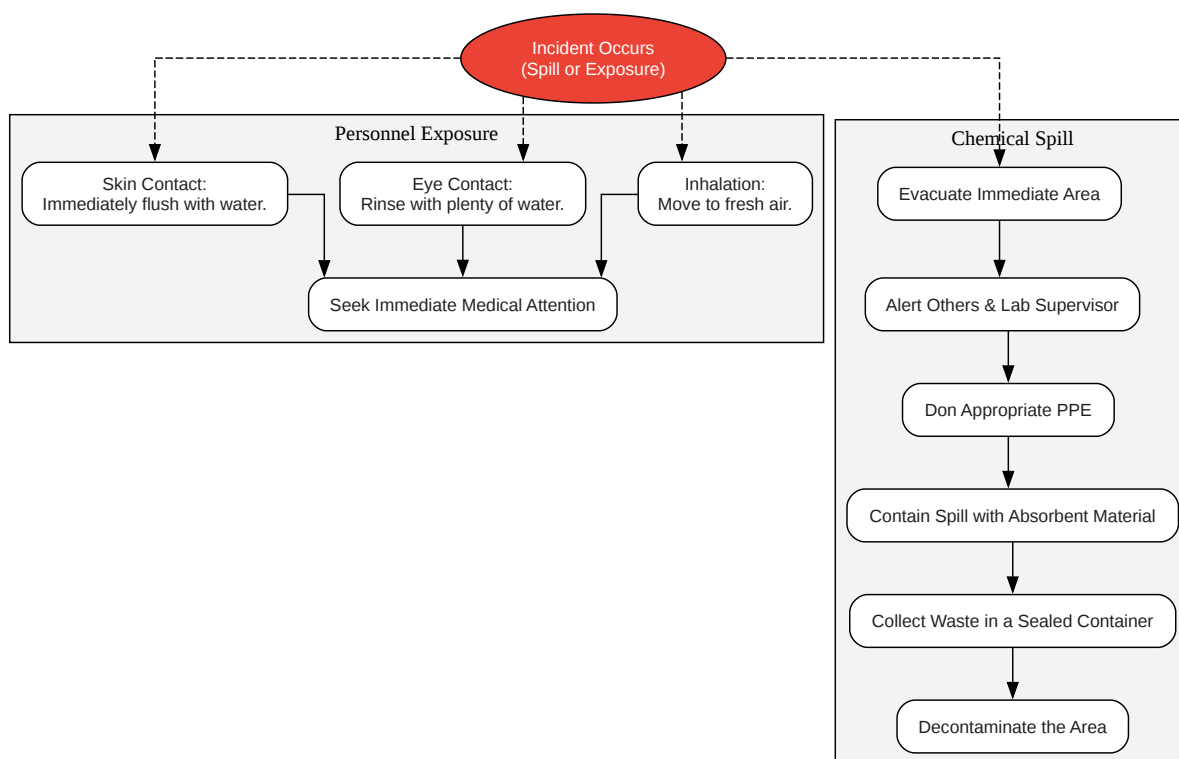 Incident Occurs
(Spill or Exposure)
Personnel Exposure
Skin Contact:
Immediately flush with water.
Eye Contact:
Rinse with plenty of water.
Inhalation:
Move to fresh air.
Seek Immediate Medical Attention
Chemical Spill
Evacuate Immediate Area
Alert Others & Lab Supervisor
Don Appropriate PPE
Contain Spill with Absorbent Material
Collect Waste in a Sealed Container
Decontaminate the Area